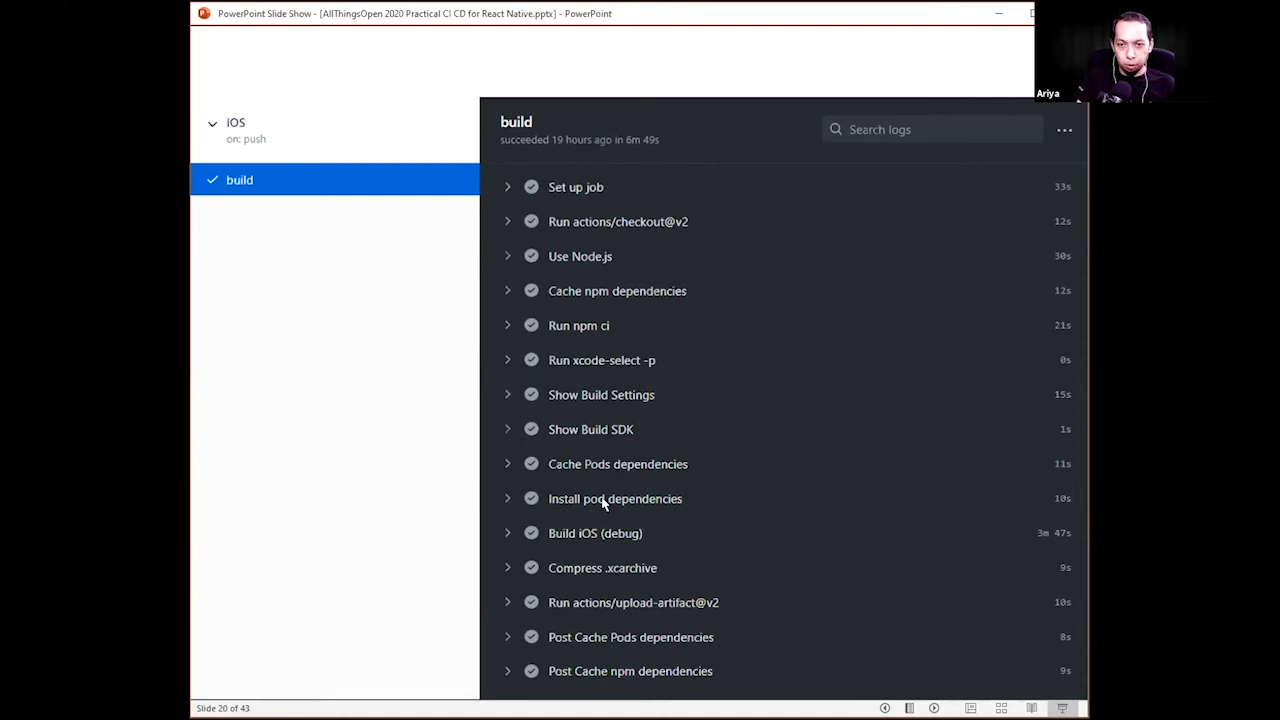 PowerPoint Slide Show - [AllThingsOpen 2020 Practical CI CD for React Native.pptx] - PowerPoint
Ariya
iOS
on: push
build
build
succeeded 19 hours ago in 6m 49s
Search logs
Set up job 33s
Run actions/checkout@v2 12s
Use Node.js 30s
Cache npm dependencies 12s
Run npm ci 21s
Run xcode-select -p 0s
Show Build Settings 15s
Show Build SDK 1s
Cache Pods dependencies 11s
Install pod dependencies 10s
Build iOS (debug) 3m 47s
Compress .xcarchive 9s
Run actions/upload-artifact@v2 10s
Post Cache Pods dependencies 8s
Post Cache npm dependencies 9s
Slide 20 of 43